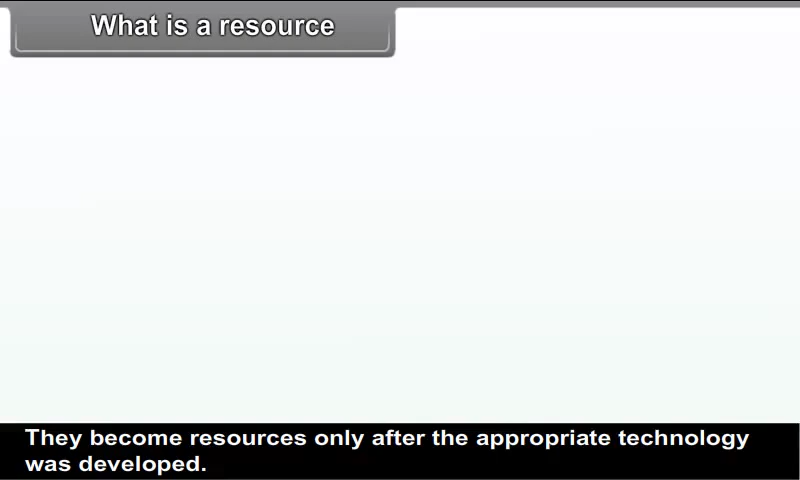 What is a resource
They become resources only after the appropriate technology
was developed.